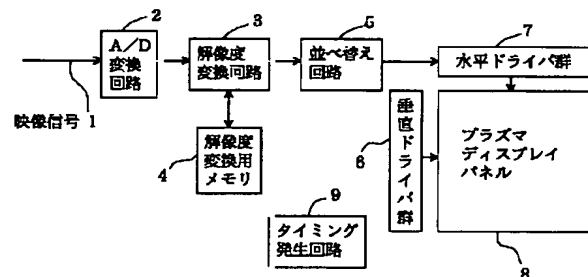 2
A/D
変換
回路
3
解像度
変換回路
5
並べ替え
回路
7
水平ドライバ群
映像信号 1
4
解像度
変換用
メモリ
6
垂直ドライバ群
プラズマ
ディスプレイ
パネル
8
9
タイミング
発生回路